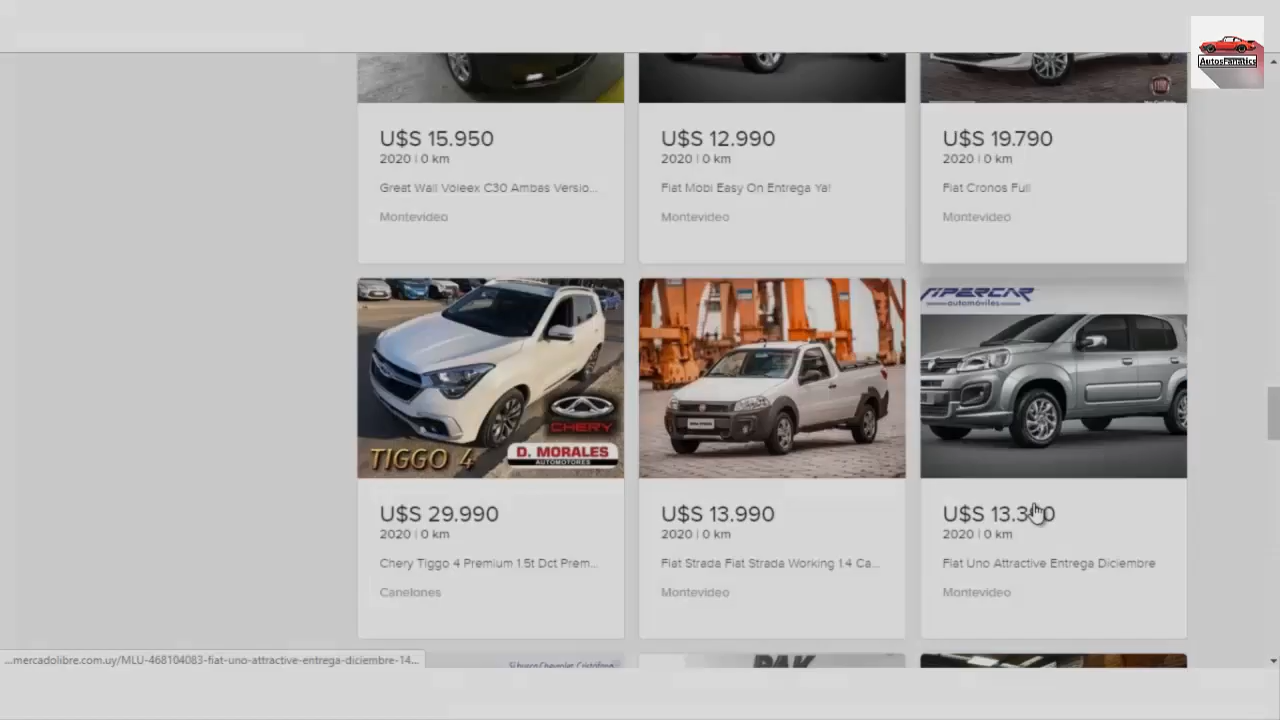 AutosFanatics
U$S 15.950
2020 | 0 km
Great Wall Voleex C30 Ambas Versio...
Montevideo
U$S 12.990
2020 | 0 km
Fiat Mobi Easy On Entrega Ya!
Montevideo
U$S 19.790
2020 | 0 km
Fiat Cronos Full
Montevideo
CHERY
TIGGO 4
D. MORALES
AUTOMOTORES
U$S 29.990
2020 | 0 km
Chery Tiggo 4 Premium 1.5t Dct Prem...
Canelones
U$S 13.990
2020 | 0 km
Fiat Strada Fiat Strada Working 1.4 Ca...
Montevideo
VIPERCAR
automóviles
U$S
2020 | 0 km
Fiat Uno Attractive Entrega Diciembre
Montevideo
...mercadolibre.com.uy/MLU-468104083-fiat-uno-attractive-entrega-diciembre-14...